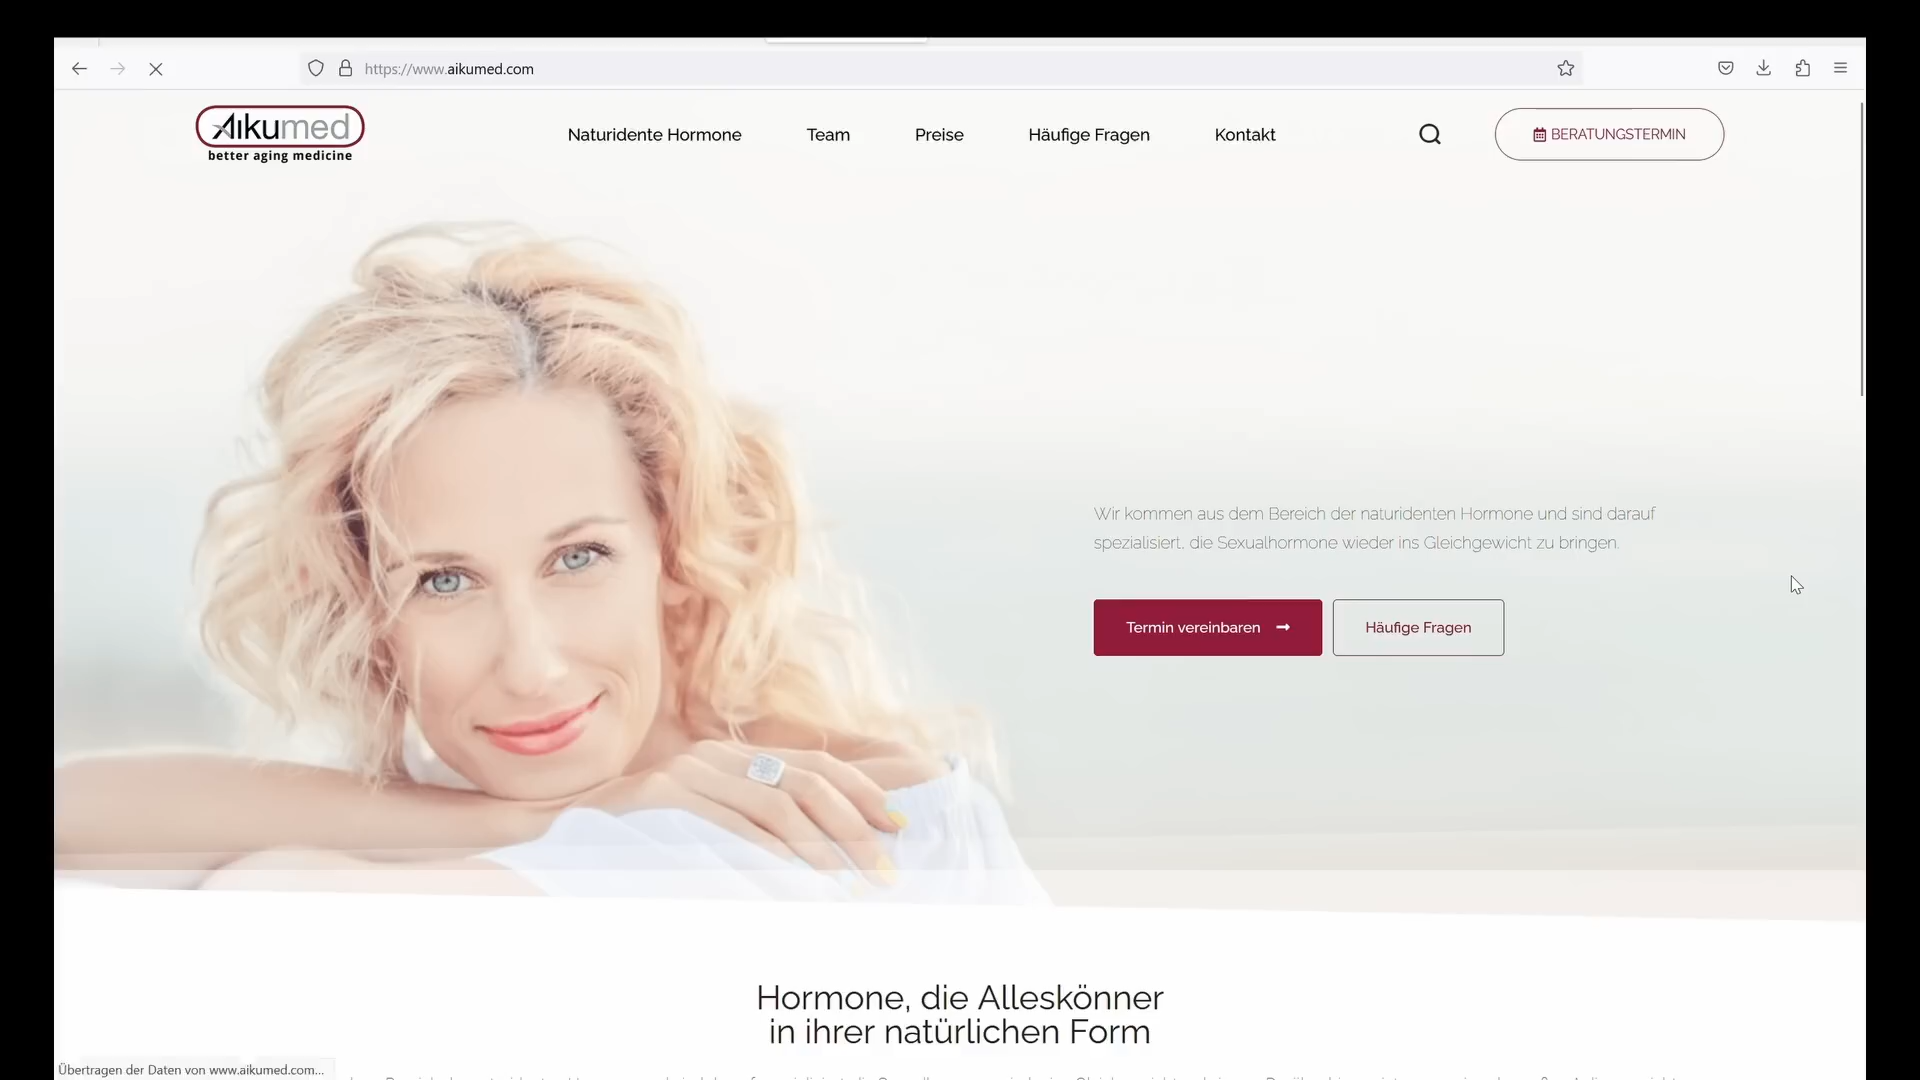 https://www.aikumed.com
Aikumed
better aging medicine
Naturidente Hormone
Team
Preise
Häufige Fragen
Kontakt
BERATUNGSTERMIN
Wir kommen aus dem Bereich der naturidenten Hormone und sind darauf
spezialisiert, die Sexualhormone wieder ins Gleichgewicht zu bringen.
Termin vereinbaren
Häufige Fragen
Hormone, die Alleskönner
in ihrer natürlichen Form
Übertragen der Daten von www.aikumed.com...